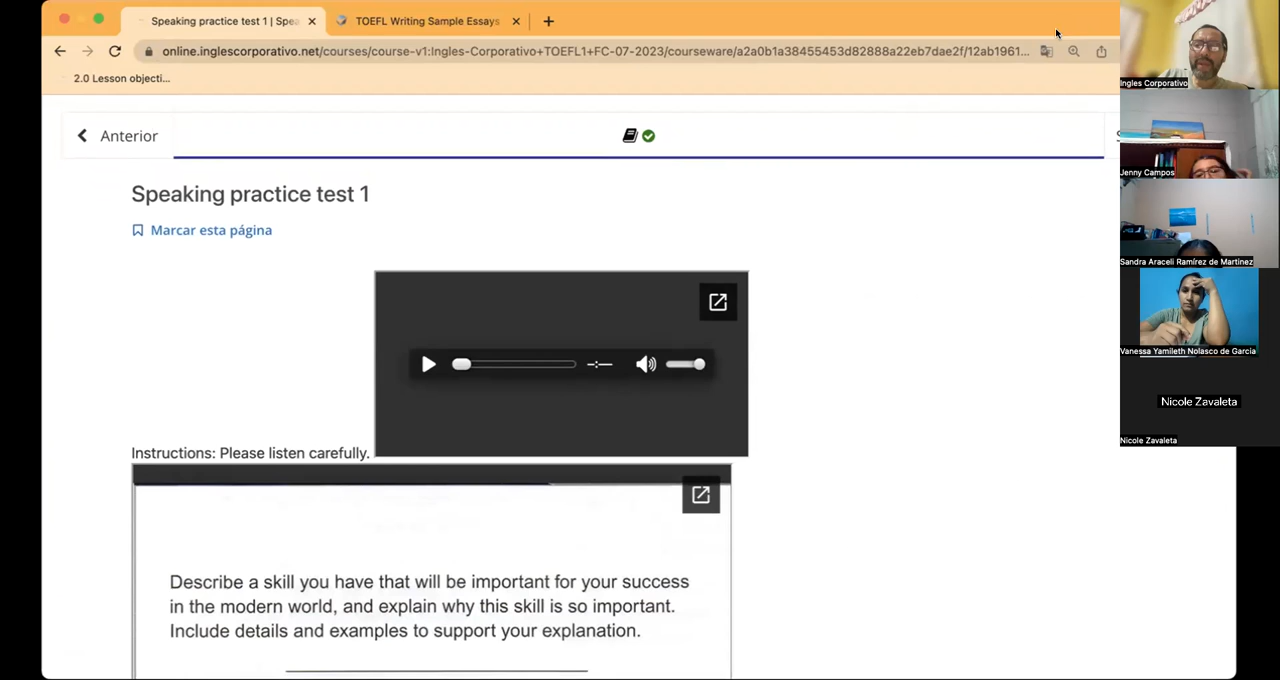 Speaking practice test 1 | Spea
TOEFL Writing Sample Essays
online.inglescorporativo.net/courses/course-v1:Ingles-Corporativo+TOEFL1+FC-07-2023/courseware/a2a0b1a38455453d82888a22eb7dae2f/12ab1961...
2.0 Lesson objecti...
Anterior
Speaking practice test 1
Marcar esta página
Instructions: Please listen carefully.
Describe a skill you have that will be important for your success
in the modern world, and explain why this skill is so important.
Include details and examples to support your explanation.
Ingles Corporativo
Jenny Campos
Sandra Araceli Ramírez de Martinez
Vanessa Yamileth Nolasco de Garcia
Nicole Zavaleta
Nicole Zavaleta